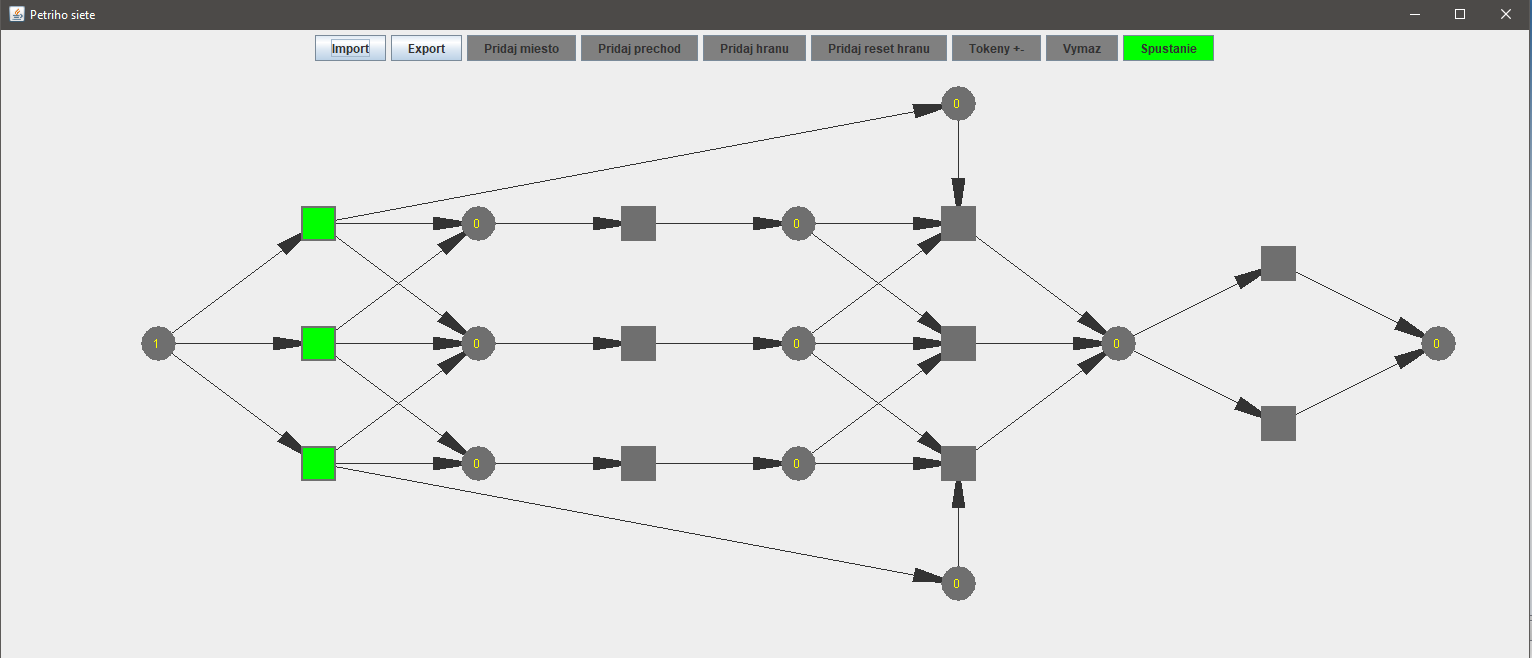 Petriho siete
Import Export Pridaj miesto Pridaj prechod Pridaj hranu Pridaj reset hranu Tokeny +- Vymaz Spustanie
0
0 0
1 0 0 0 0
0 0
0